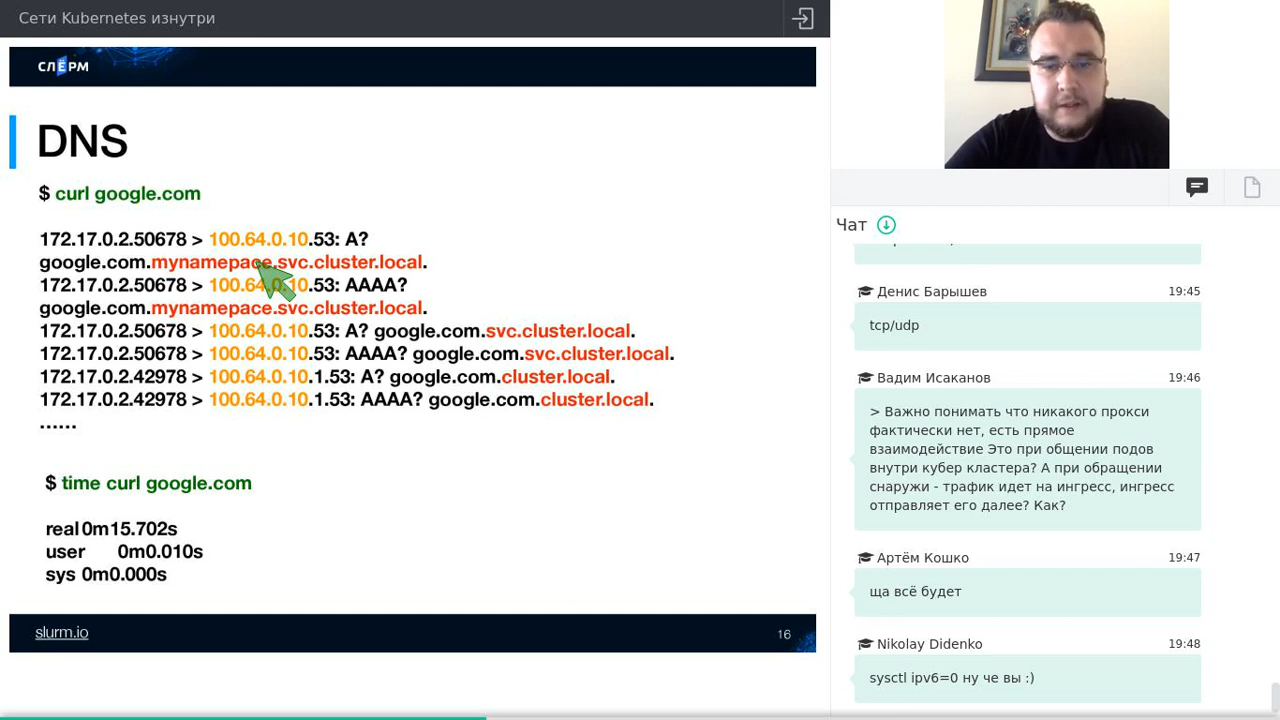 Сети Kubernetes изнутри
СЛЁРМ
DNS
$ curl google.com
172.17.0.2.50678 > 100.64.0.10.53: A?
google.com.mynamepace.svc.cluster.local.
172.17.0.2.50678 > 100.64.0.10.53: AAAA?
google.com.mynamepace.svc.cluster.local.
172.17.0.2.50678 > 100.64.0.10.53: A? google.com.svc.cluster.local.
172.17.0.2.50678 > 100.64.0.10.53: AAAA? google.com.svc.cluster.local.
172.17.0.2.42978 > 100.64.0.10.1.53: A? google.com.cluster.local.
172.17.0.2.42978 > 100.64.0.10.1.53: AAAA? google.com.cluster.local.
......
$ time curl google.com
real 0m15.702s
user 0m0.010s
sys 0m0.000s
slurm.io
16
Чат
Денис Барышев 19:45
tcp/udp
Вадим Исаканов 19:46
> Важно понимать что никакого прокси
фактически нет, есть прямое
взаимодействие Это при общении подов
внутри кубер кластера? А при обращении
снаружи - трафик идет на ингресс, ингресс
отправляет его далее? Как?
Артём Кошко 19:47
ща всё будет
Nikolay Didenko 19:48
sysctl ipv6=0 ну че вы :)